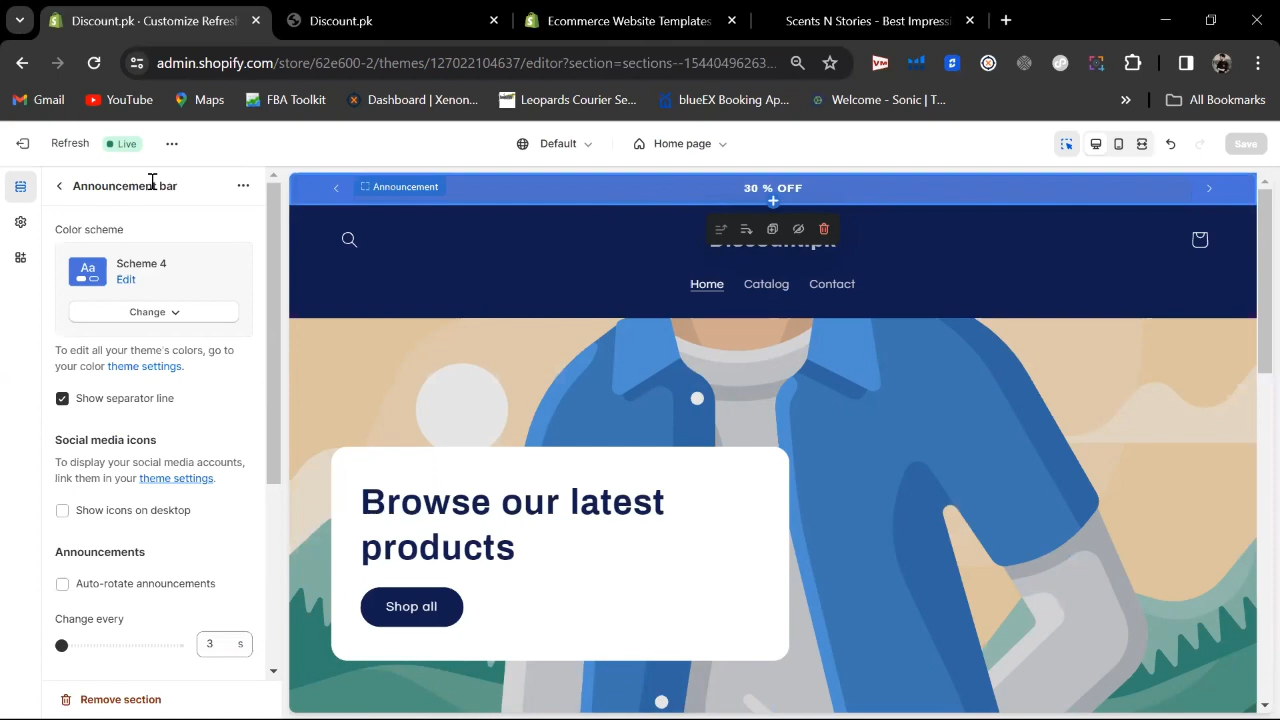 Discount.pk · Customize Refres
Discount.pk
Ecommerce Website Templates
Scents N Stories - Best Impressi
admin.shopify.com/store/62e600-2/themes/127022104637/editor?section=sections--15440496263...
Gmail
YouTube
Maps
FBA Toolkit
Dashboard | Xenon...
Leopards Courier Se...
blueEX Booking Ap...
Welcome - Sonic | T...
All Bookmarks
Refresh
Live
Default
Home page
Save
Announcement bar
Color scheme
Aa
Scheme 4
Edit
Change
To edit all your theme's colors, go to
your color theme settings.
Show separator line
Social media icons
To display your social media accounts,
link them in your theme settings.
Show icons on desktop
Announcements
Auto-rotate announcements
Change every
3 s
Remove section
Announcement
30 % OFF
Discount.pk
Home
Catalog
Contact
Browse our latest
products
Shop all